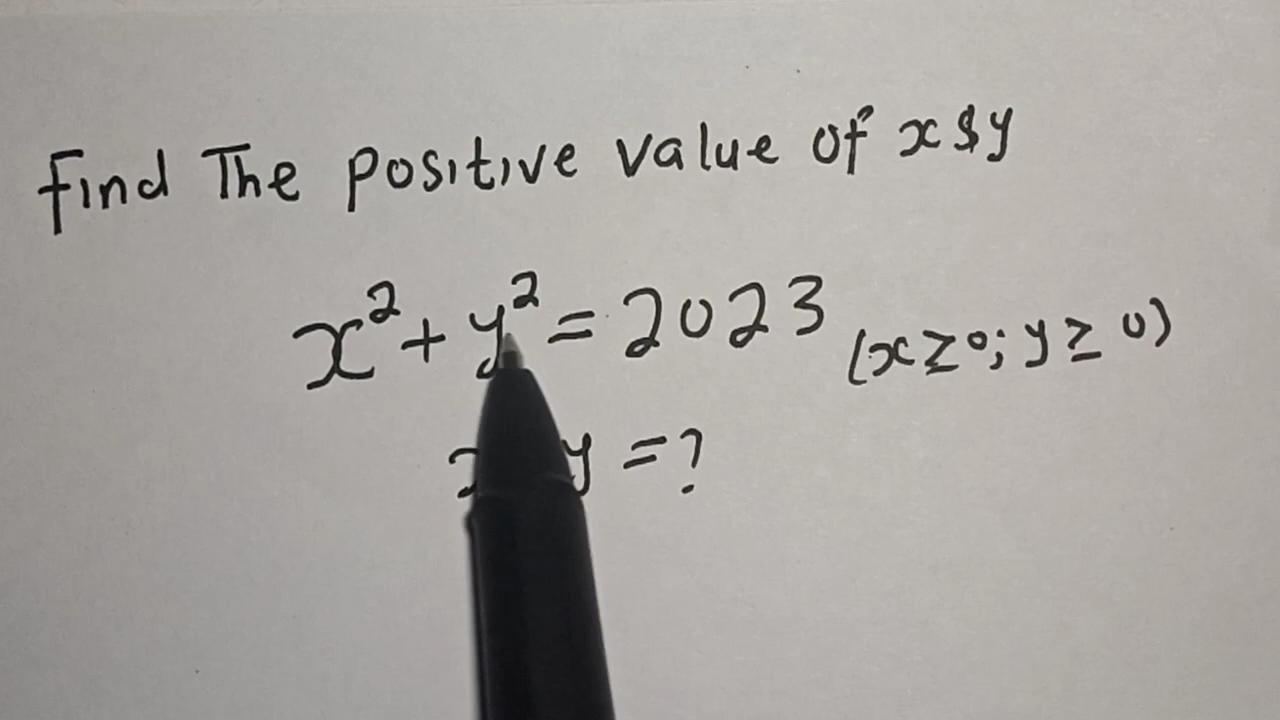 Find The positive value of x & y
x² + y² = 2023 (x ≥ 0; y ≥ 0)
y = ?